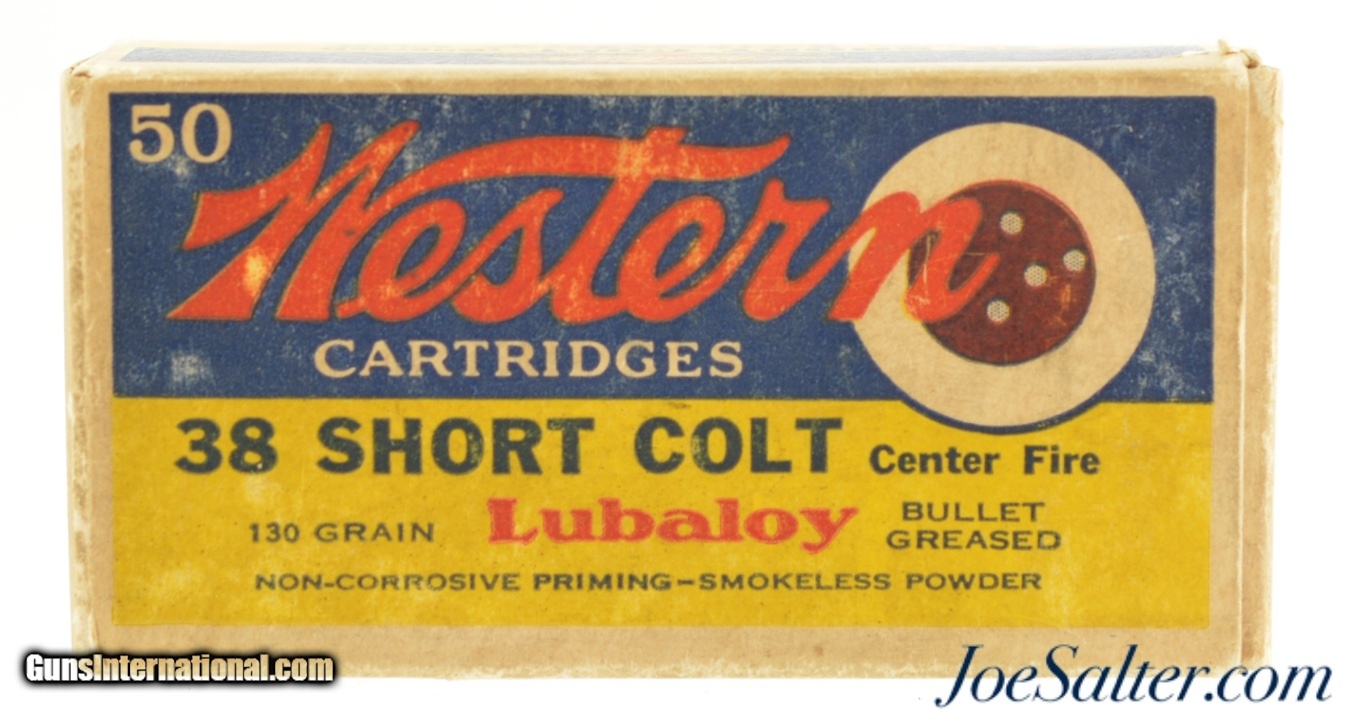 50
Western
CARTRIDGES
38 SHORT COLT Center Fire
130 GRAIN Lubaloy BULLET GREASED
NON-CORROSIVE PRIMING-SMOKELESS POWDER
GunsInternational.com
JoeSalter.com